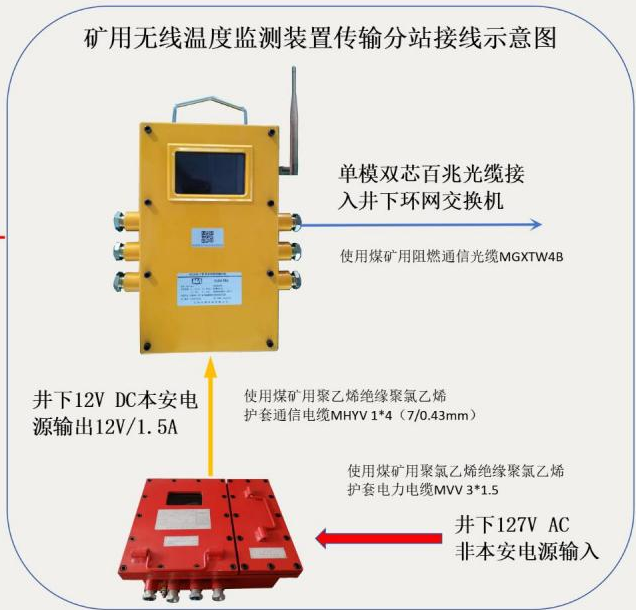 矿用无线温度监测装置传输分站接线示意图
单模双芯百兆光缆接
入井下环网交换机
使用煤矿用阻燃通信光缆MGXTW4B
井下12V DC本安电
源输出12V/1.5A
使用煤矿用聚乙烯绝缘聚氯乙烯
护套通信电缆MHYV 1*4（7/0.43mm）
使用煤矿用聚氯乙烯绝缘聚氯乙烯
护套电力电缆MVV 3*1.5
井下127V AC
非本安电源输入